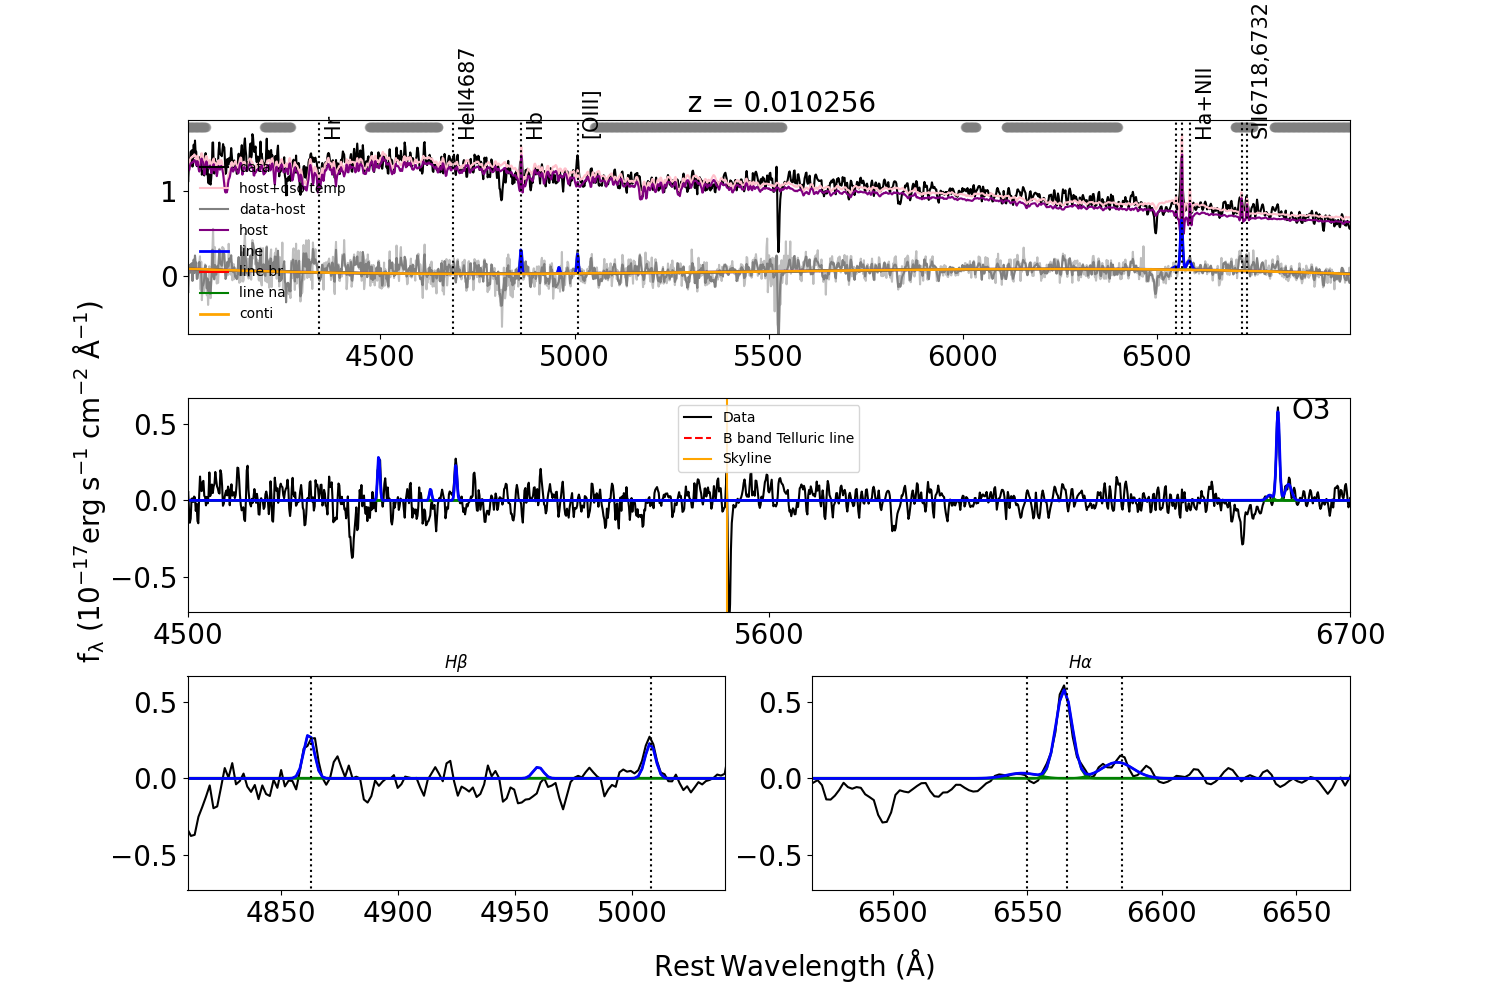 z = 0.010256
Hr
HeII4687
Hb
[OIII]
Ha+NII
SII6718,6732
data
host+qso temp
data-host
host
line
line br
line na
conti
1
0
4500 5000 5500 6000 6500
f_λ (10⁻¹⁷erg s⁻¹ cm⁻² Å⁻¹)
Data
B band Telluric line
Skyline
O3
0.5
0.0
−0.5
4500 5600 6700
Hβ
0.5
0.0
−0.5
4850 4900 4950 5000
Hα
0.5
0.0
−0.5
6500 6550 6600 6650
Rest Wavelength (Å)